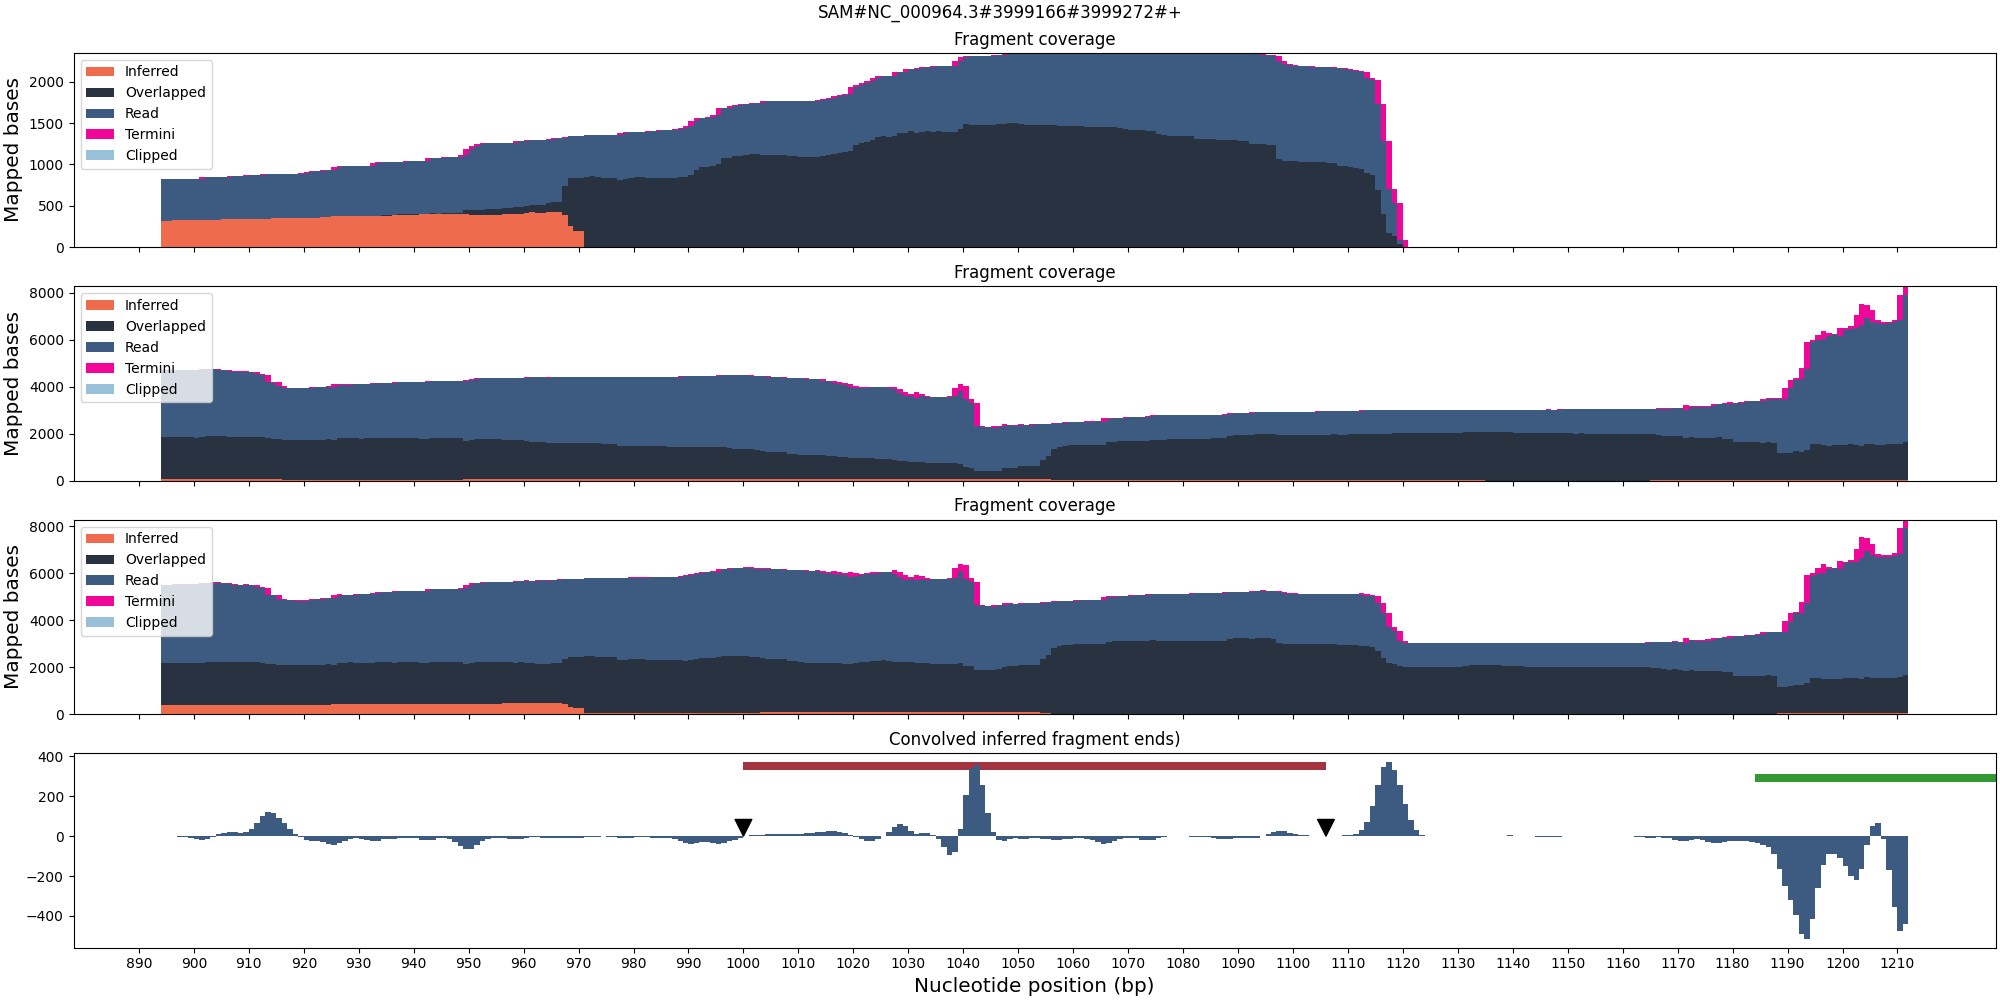 SAM#NC_000964.3#3999166#3999272#+
Fragment coverage
Mapped bases
2000
1500
1000
500
0
Inferred
Overlapped
Read
Termini
Clipped
Fragment coverage
Mapped bases
8000
6000
4000
2000
0
Inferred
Overlapped
Read
Termini
Clipped
Fragment coverage
Mapped bases
8000
6000
4000
2000
0
Inferred
Overlapped
Read
Termini
Clipped
Convolved inferred fragment ends)
400
200
0
−200
−400
890 900 910 920 930 940 950 960 970 980 990 1000 1010 1020 1030 1040 1050 1060 1070 1080 1090 1100 1110 1120 1130 1140 1150 1160 1170 1180 1190 1200 1210
Nucleotide position (bp)